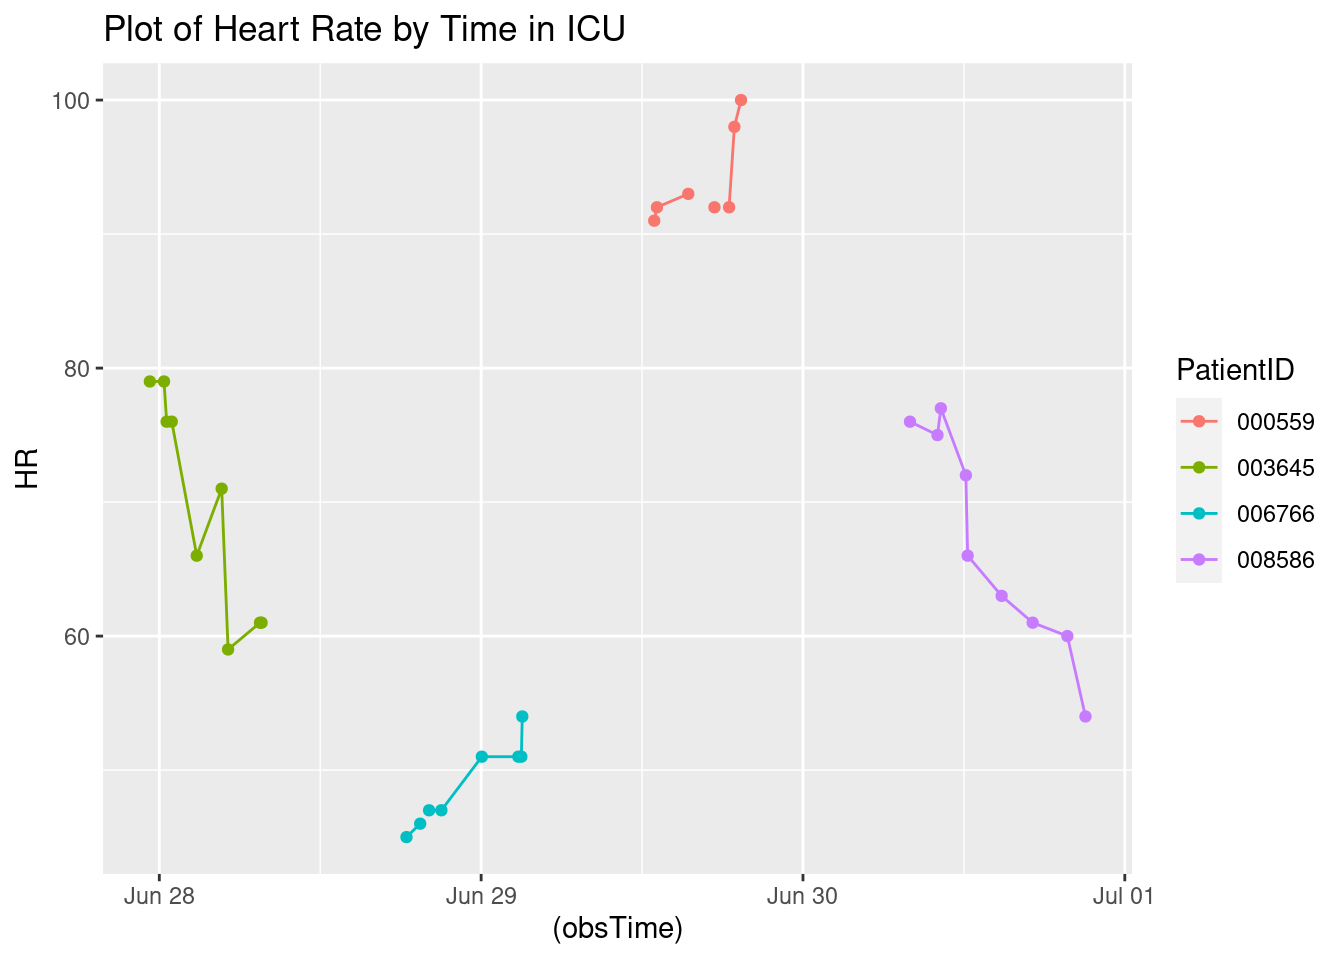 Plot of Heart Rate by Time in ICU
HR
100
80
60
Jun 28
Jun 29
Jun 30
Jul 01
(obsTime)
PatientID
000559
003645
006766
008586